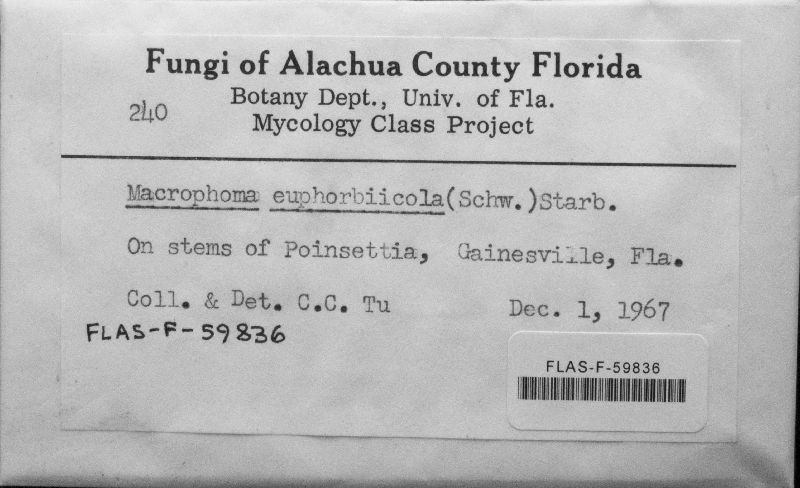 Fungi of Alachua County Florida
Botany Dept., Univ. of Fla.
240
Mycology Class Project
Macrophoma euphorbiicola (Schw.) Starb.
On stems of Poinsettia, Gainesville, Fla.
Coll. & Det. C.C. Tu Dec. 1, 1967
FLAS-F-59836
FLAS-F-59836